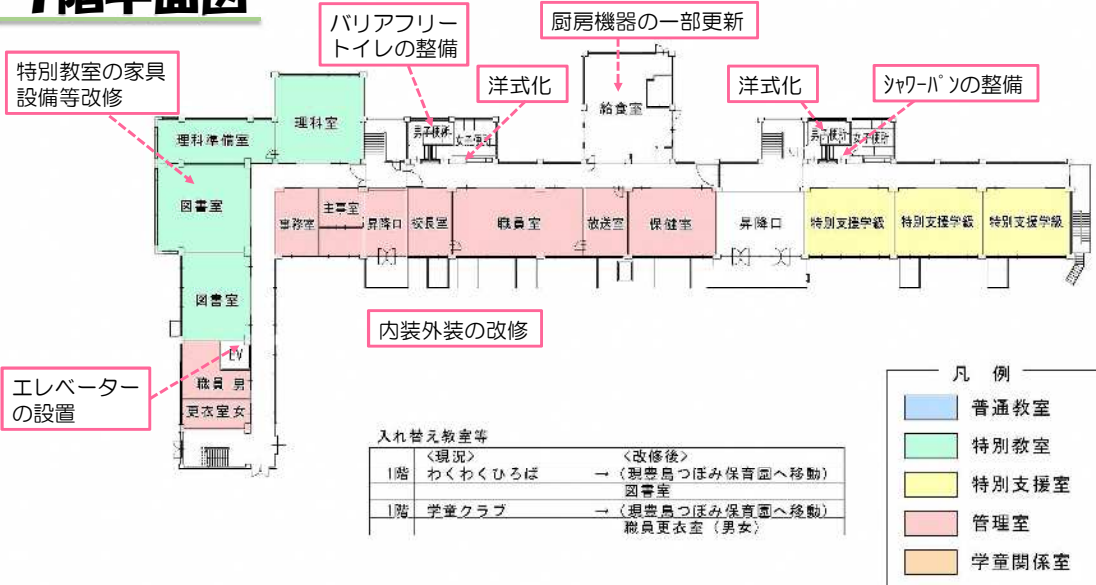 1階平面図
バリアフリー
トイレの整備
厨房機器の一部更新
特別教室の家具
設備等改修
洋式化
洋式化
ｼｬﾜｰﾊﾟﾝの整備
理科室
給食室
理科準備室
男子便所
女子便所
男子便所
女子便所
図書室
事務室
主事室
昇降口
校長室
職員室
放送室
保健室
昇降口
特別支援学級
特別支援学級
特別支援学級
図書室
内装外装の改修
EV
エレベーター
の設置
職員 男
更衣室女
入れ替え教室等
<現況> <改修後>
1階 わくわくひろば → (現豊島つぼみ保育園へ移動)
図書室
1階 学童クラブ → (現豊島つぼみ保育園へ移動)
職員更衣室（男女）
凡 例
普通教室
特別教室
特別支援室
管理室
学童関係室